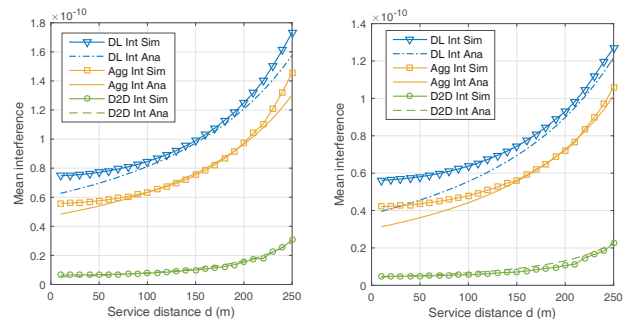 ×10⁻¹⁰
1.8
1.6
1.4
1.2
1
0.8
0.6
0.4
0.2
0
Mean interference
DL Int Sim
DL Int Ana
Agg Int Sim
Agg Int Ana
D2D Int Sim
D2D Int Ana
0 50 100 150 200 250
Service distance d (m)
×10⁻¹⁰
1.4
1.2
1
0.8
0.6
0.4
0.2
0
Mean interference
DL Int Sim
DL Int Ana
Agg Int Sim
Agg Int Ana
D2D Int Sim
D2D Int Ana
0 50 100 150 200 250
Service distance d (m)